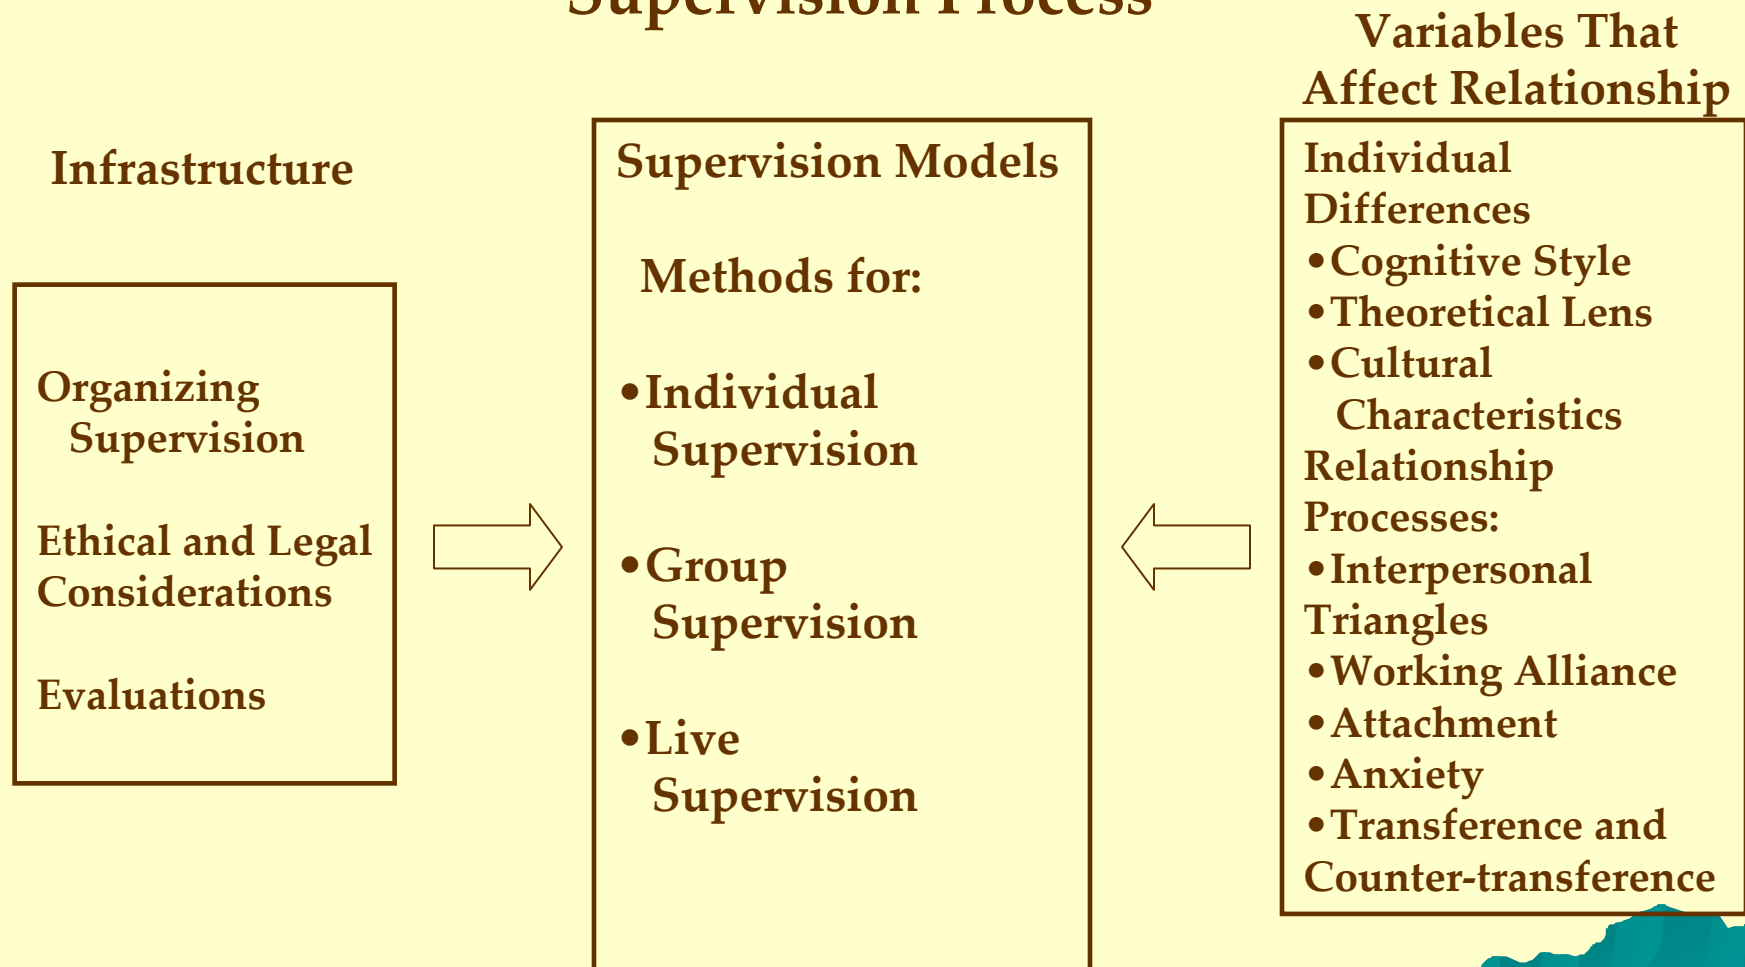 Supervision Process
Infrastructure
Organizing
Supervision
Ethical and Legal
Considerations
Evaluations
Supervision Models
Methods for:
•Individual
Supervision
•Group
Supervision
•Live
Supervision
Variables That
Affect Relationship
Individual
Differences
•Cognitive Style
•Theoretical Lens
•Cultural
Characteristics
Relationship
Processes:
•Interpersonal
Triangles
•Working Alliance
•Attachment
•Anxiety
•Transference and
Counter-transference